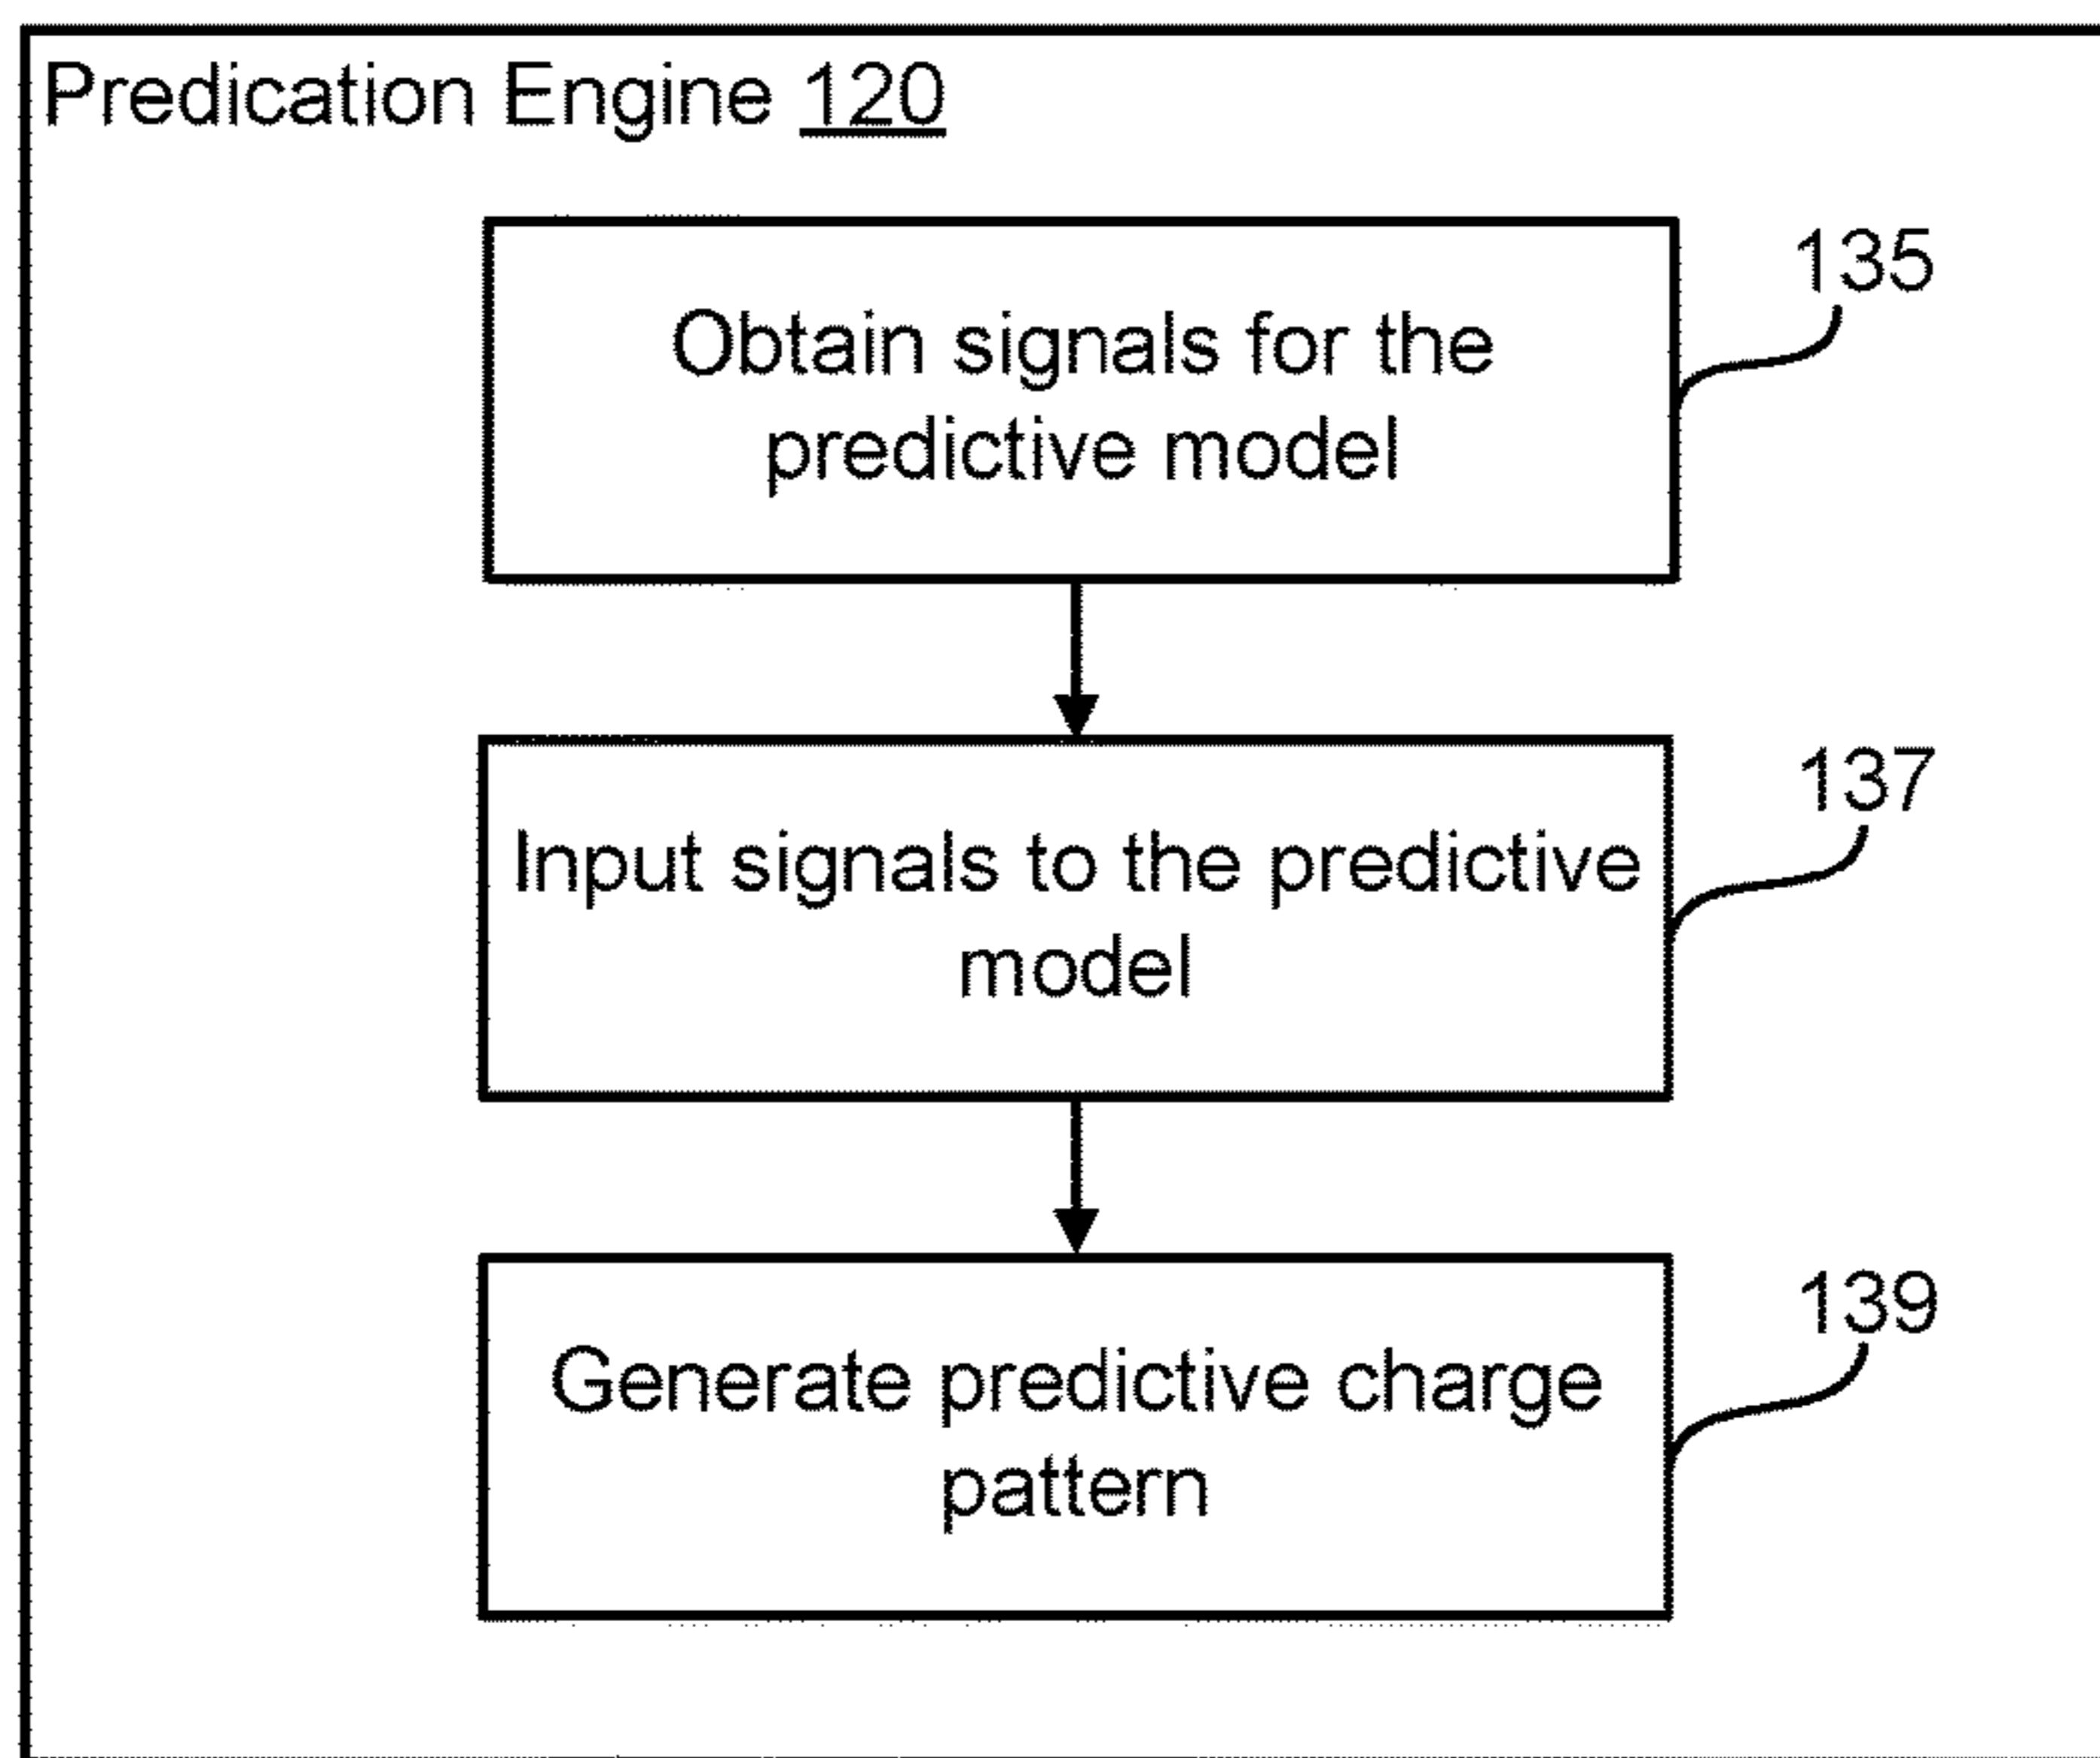 Predication Engine 120
135
Obtain signals for the
predictive model
137
Input signals to the predictive
model
139
Generate predictive charge
pattern